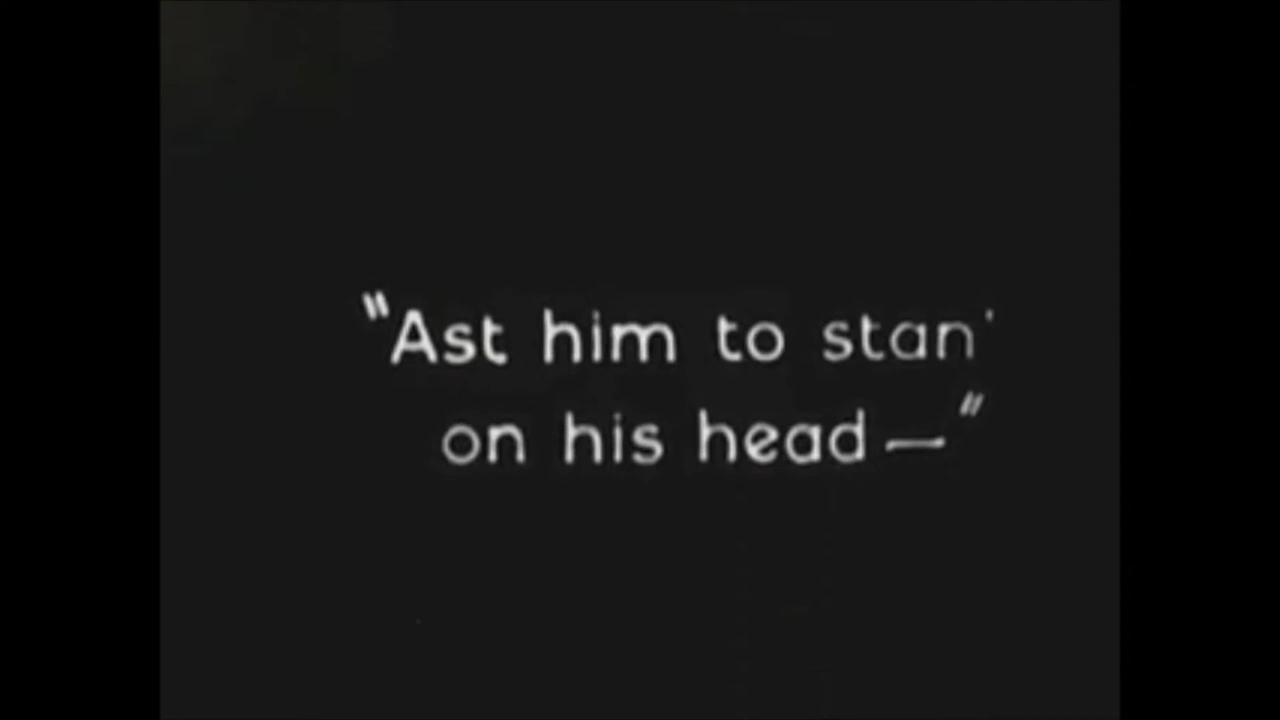 "Ast him to stan'
on his head—"